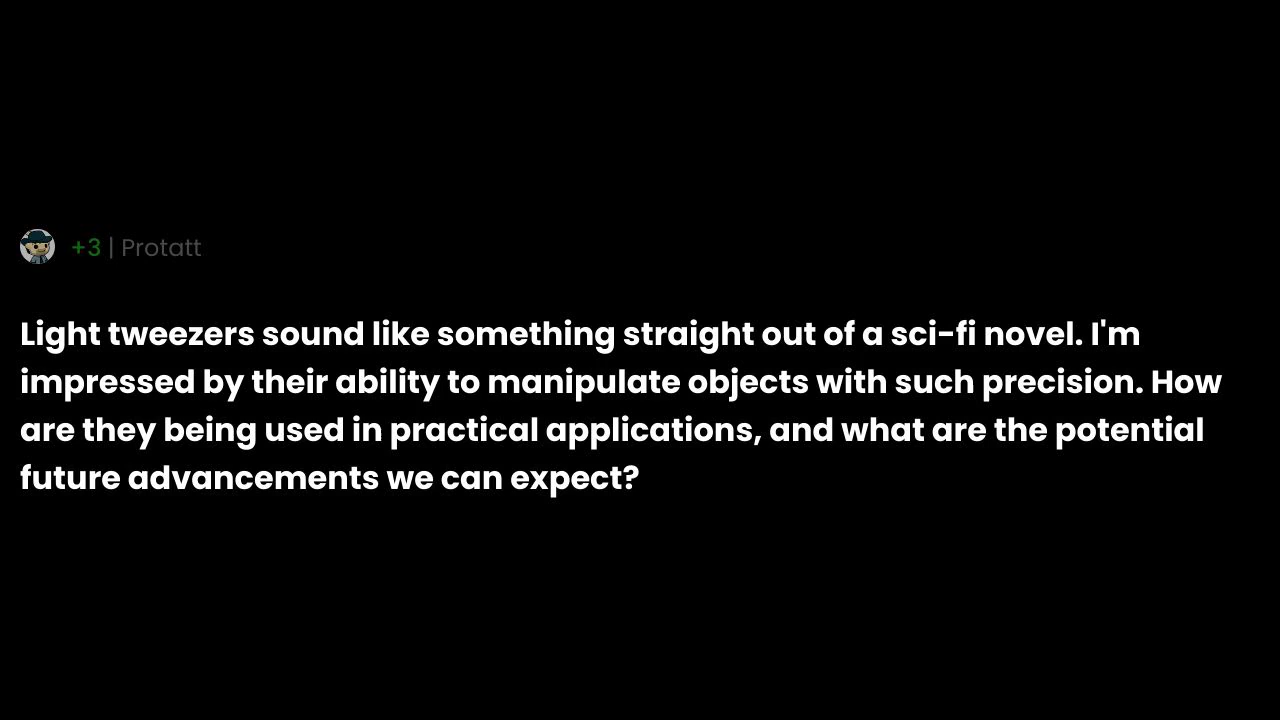 +3 | Protatt
Light tweezers sound like something straight out of a sci-fi novel. I'm
impressed by their ability to manipulate objects with such precision. How
are they being used in practical applications, and what are the potential
future advancements we can expect?